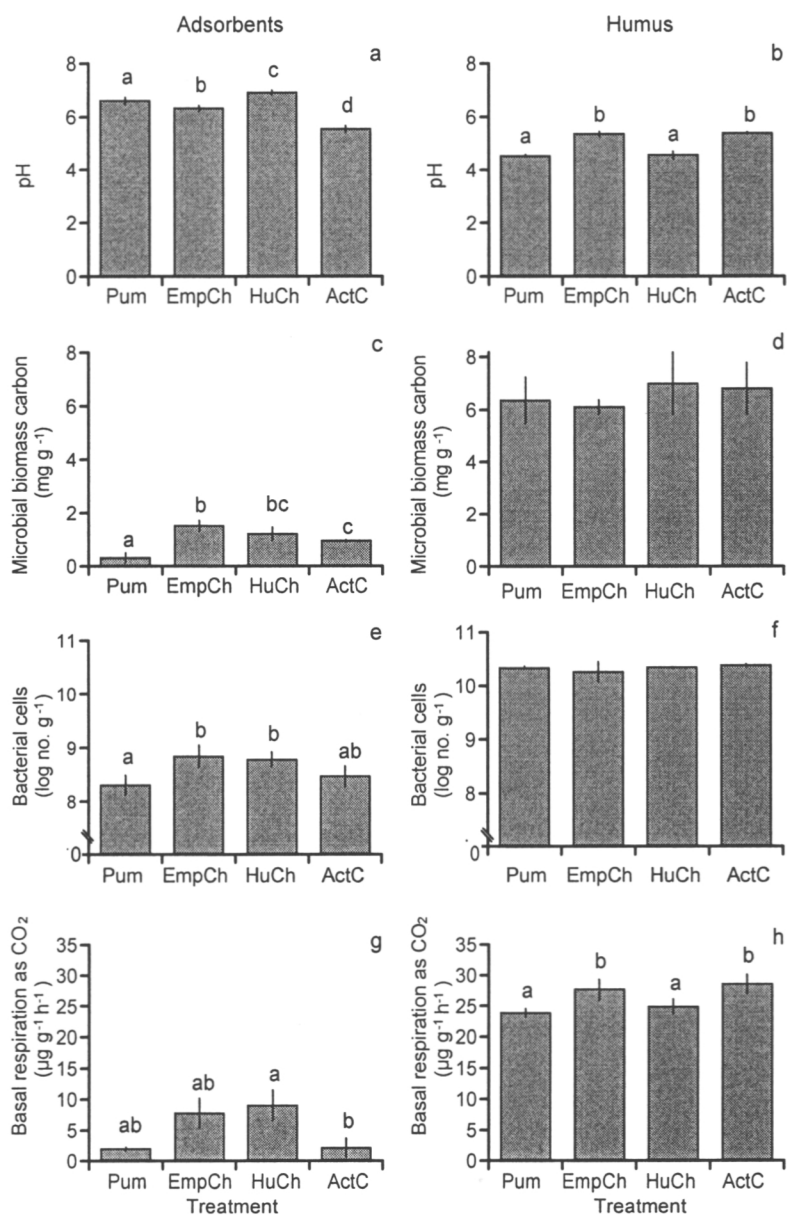 Adsorbents
Humus
a
8
6
4
2
0
pH
a
b
c
d
Pum
EmpCh
HuCh
ActC
b
8
6
4
2
0
pH
a
b
a
b
Pum
EmpCh
HuCh
ActC
c
8
6
4
2
0
Microbial biomass carbon
(mg g⁻¹)
a
b
bc
c
Pum
EmpCh
HuCh
ActC
d
8
6
4
2
0
Microbial biomass carbon
(mg g⁻¹)
Pum
EmpCh
HuCh
ActC
e
11
10
9
8
0
Bacterial cells
(log no. g⁻¹)
a
b
b
ab
Pum
EmpCh
HuCh
ActC
f
11
10
9
8
0
Bacterial cells
(log no. g⁻¹)
Pum
EmpCh
HuCh
ActC
g
35
30
25
20
15
10
5
0
Basal respiration as CO₂
(µg g⁻¹ h⁻¹)
ab
ab
a
b
Pum
EmpCh
HuCh
ActC
Treatment
h
35
30
25
20
15
10
5
0
Basal respiration as CO₂
(µg g⁻¹ h⁻¹)
a
b
a
b
Pum
EmpCh
HuCh
ActC
Treatment